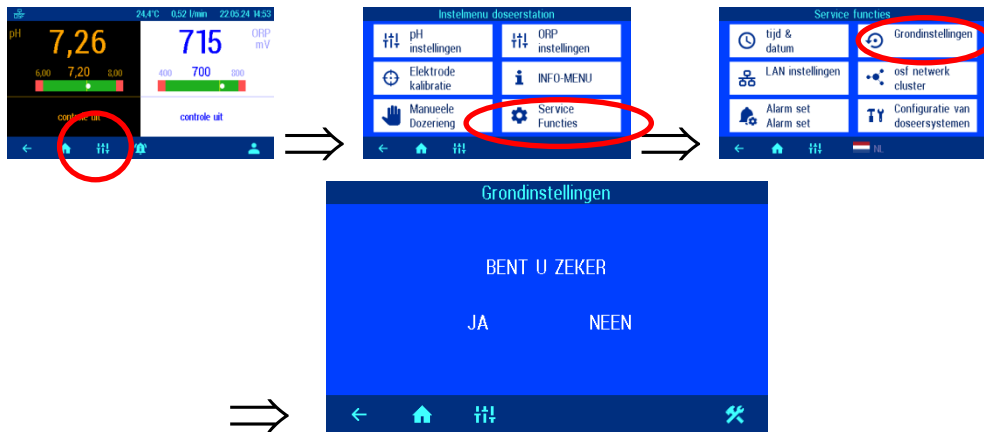 24,4°C 0,52 l/min 22.05.24 14:53
pH 7,26
6,00 7,20 8,00
controle uit
715 ORP
mV
400 700 800
controle uit
Instelmenu doseerstation
pH
instellingen
ORP
instellingen
Elektrode
kalibratie
INFO-MENU
Manueele
Dozerieng
Service
Functies
Service functies
tijd &
datum
Grondinstellingen
LAN instellingen
osf netwerk
cluster
Alarm set
Alarm set
Configuratie van
doseersystemen
NL
Grondinstellingen
BENT U ZEKER
JA NEEN